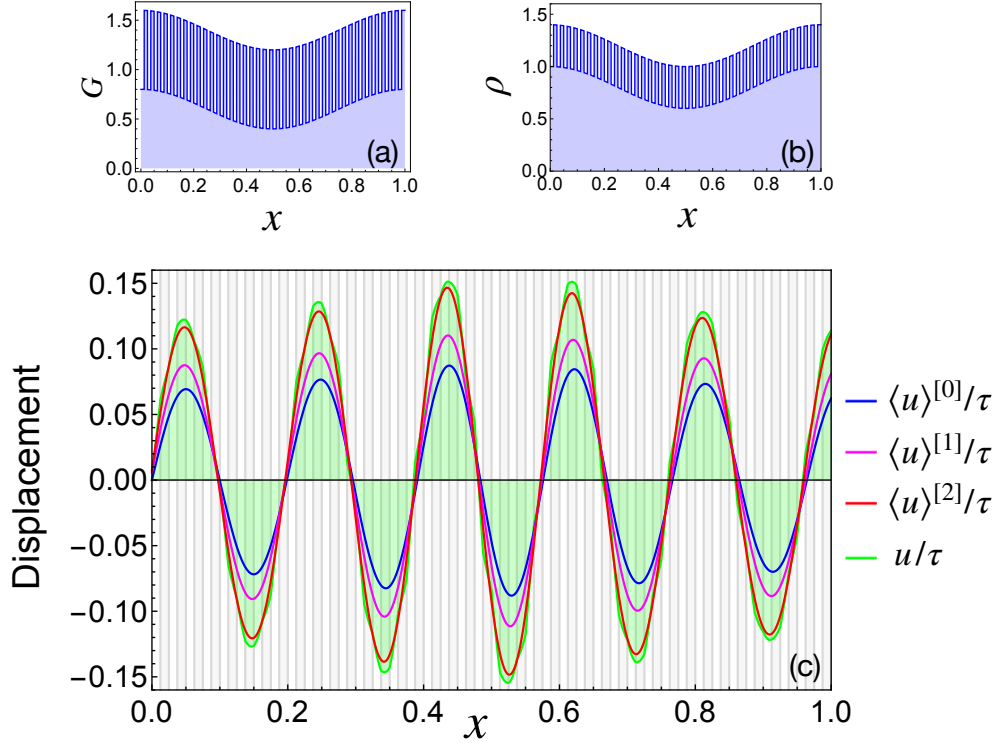 1.5
1.0
0.5
0.0
G
(a)
0.0 0.2 0.4 0.6 0.8 1.0
x
1.5
1.0
0.5
0.0
ρ
(b)
0.0 0.2 0.4 0.6 0.8 1.0
x
0.15
0.10
0.05
0.00
−0.05
−0.10
−0.15
Displacement
(c)
0.0 0.2 0.4 0.6 0.8 1.0
x
⟨u⟩^[0]/τ
⟨u⟩^[1]/τ
⟨u⟩^[2]/τ
u/τ